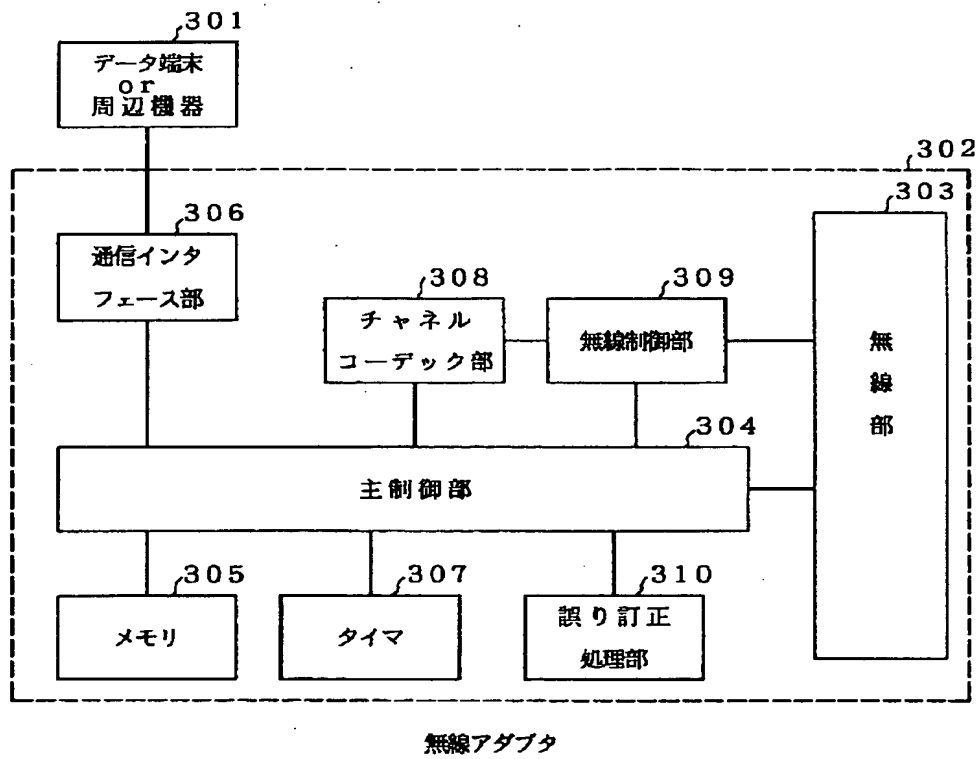 301
データ端末
or
周辺機器
302
303
306
通信インタ
フェース部
308
チャネル
コーデック部
309
無線制御部
無
線
部
304
主制御部
305
メモリ
307
タイマ
310
誤り訂正
処理部
無線アダプタ